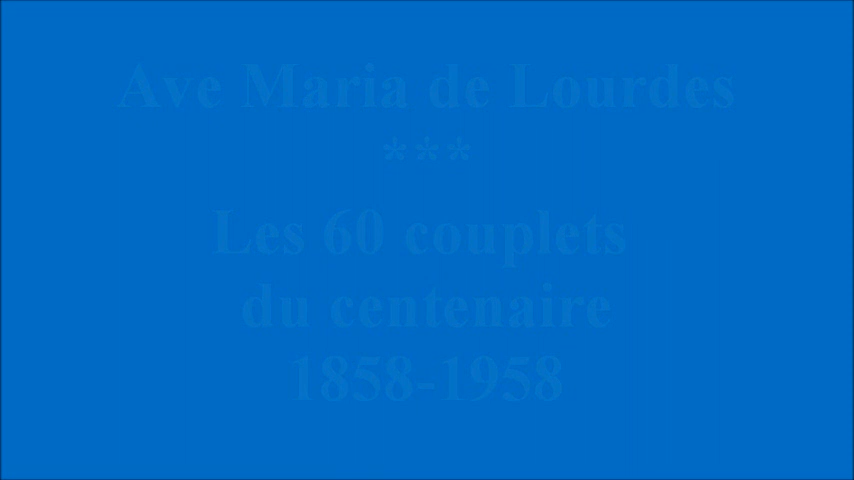 Ave Maria de Lourdes
***
Les 60 couplets
du centenaire
1858-1958